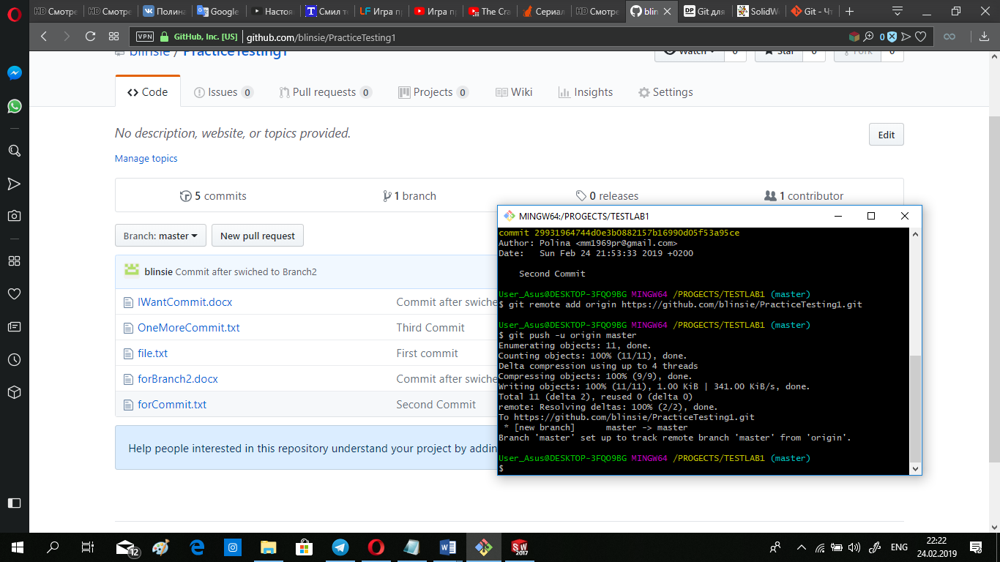 HD Смотре
HD Смотре
Полина
Google
Настоя
Смил т
LF Игра пр
Игра пр
The Cra
Сериал
HD Смотре
blin
DP Git для
SolidWo
Git - Чт
VPN GitHub, Inc. [US] github.com/blinsie/PracticeTesting1 0
blinsie / PracticeTesting1
Watch 0 Star 0 Fork 0
Code Issues 0 Pull requests 0 Projects 0 Wiki Insights Settings
No description, website, or topics provided.
Edit
Manage topics
5 commits 1 branch 0 releases 1 contributor
Branch: master New pull request
blinsie Commit after swiched to Branch2
IWantCommit.docx Commit after swiche
OneMoreCommit.txt Third Commit
file.txt First commit
forBranch2.docx Commit after swiche
forCommit.txt Second Commit
Help people interested in this repository understand your project by addin
MINGW64:/PROGECTS/TESTLAB1
commit 29931964744d0e3b0882157b16990d05f53a95ce
Author: Polina <mm1969pr@gmail.com>
Date: Sun Feb 24 21:53:33 2019 +0200
Second Commit
User_Asus@DESKTOP-3FQO9BG MINGW64 /PROGECTS/TESTLAB1 (master)
$ git remote add origin https://github.com/blinsie/PracticeTesting1.git
User_Asus@DESKTOP-3FQO9BG MINGW64 /PROGECTS/TESTLAB1 (master)
$ git push -u origin master
Enumerating objects: 11, done.
Counting objects: 100% (11/11), done.
Delta compression using up to 4 threads
Compressing objects: 100% (9/9), done.
Writing objects: 100% (11/11), 1.00 KiB | 341.00 KiB/s, done.
Total 11 (delta 2), reused 0 (delta 0)
remote: Resolving deltas: 100% (2/2), done.
To https://github.com/blinsie/PracticeTesting1.git
* [new branch] master -> master
Branch 'master' set up to track remote branch 'master' from 'origin'.
User_Asus@DESKTOP-3FQO9BG MINGW64 /PROGECTS/TESTLAB1 (master)
$
12
SW 2017
ENG
22:22
24.02.2019